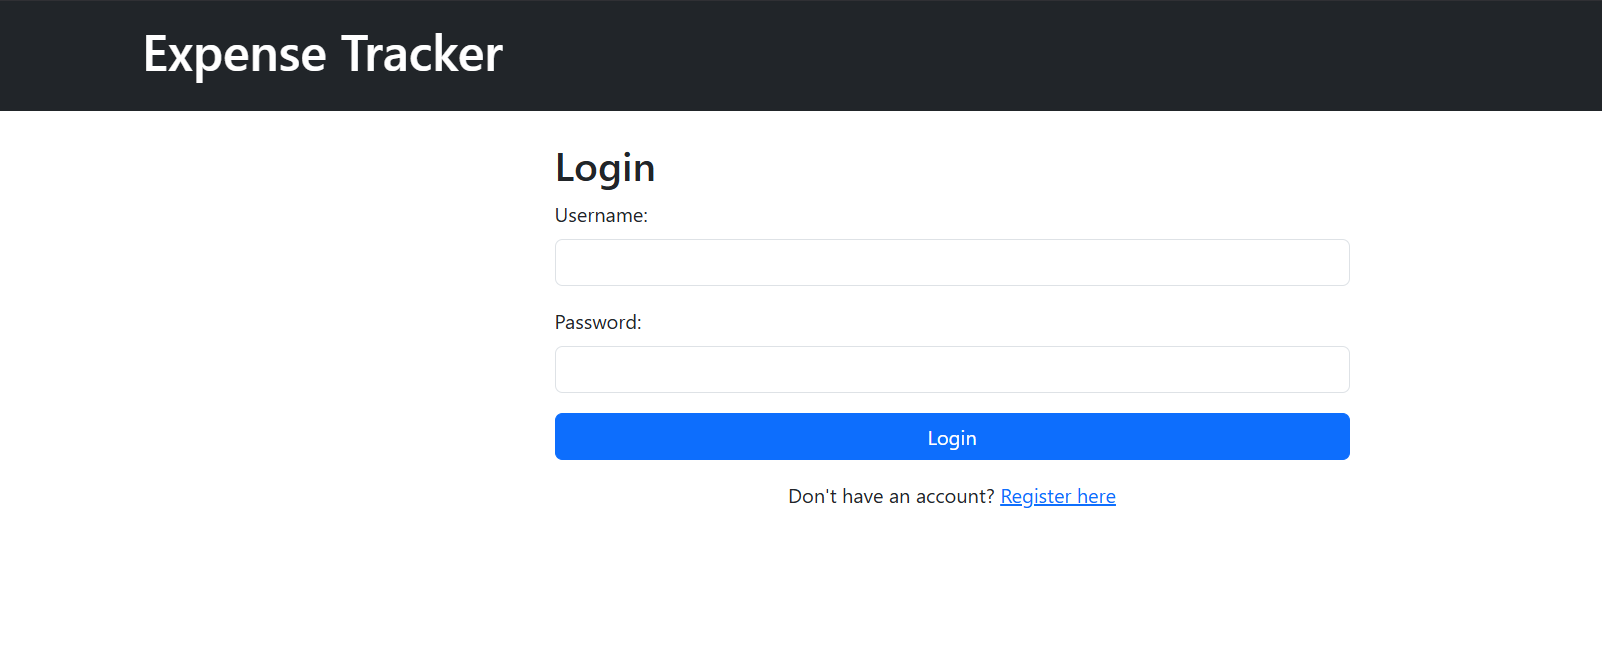 Expense Tracker
Login
Username:
Password:
Login
Don't have an account? Register here